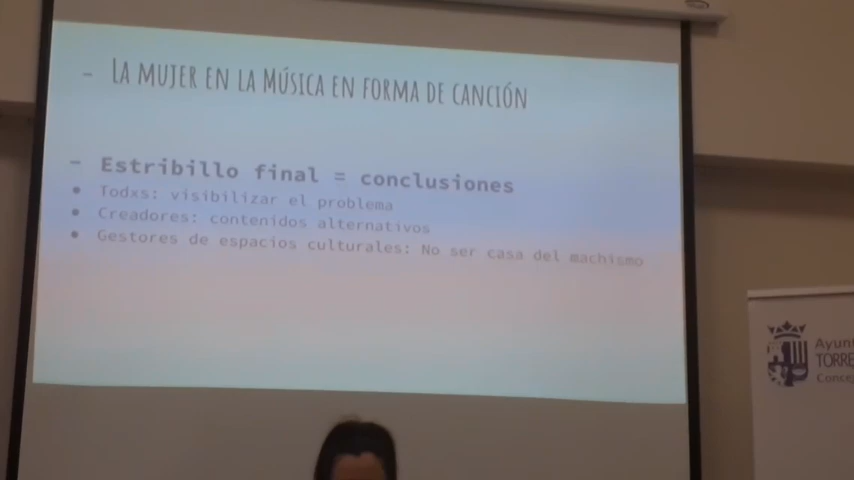 - La mujer en la Música en forma de canción
- Estribillo final = conclusiones
• Todxs: visibilizar el problema
• Creadores: contenidos alternativos
• Gestores de espacios culturales: No ser casa del machismo
Ayun
TORRE
Conce